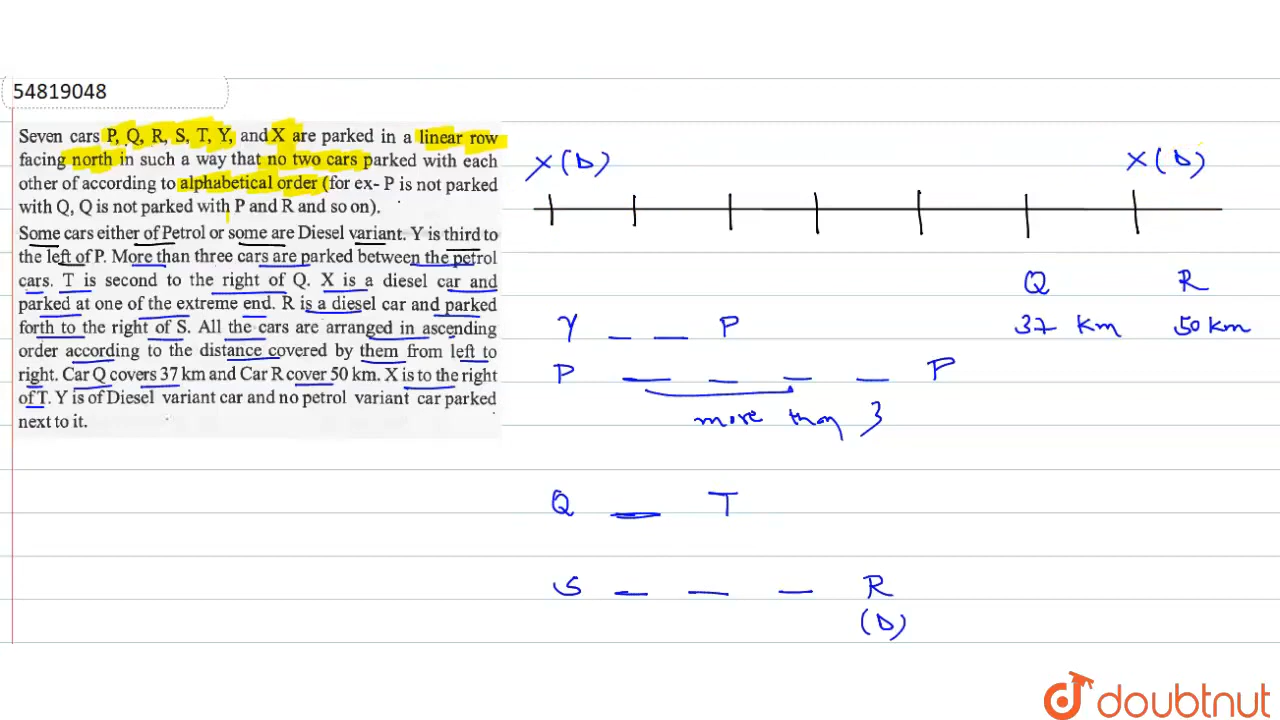 54819048
Seven cars P, Q, R, S, T, Y, and X are parked in a linear row
facing north in such a way that no two cars parked with each
other of according to alphabetical order (for ex- P is not parked
with Q, Q is not parked with P and R and so on).
Some cars either of Petrol or some are Diesel variant. Y is third to
the left of P. More than three cars are parked between the petrol
cars. T is second to the right of Q. X is a diesel car and
parked at one of the extreme end. R is a diesel car and parked
forth to the right of S. All the cars are arranged in ascending
order according to the distance covered by them from left to
right. Car Q covers 37 km and Car R cover 50 km. X is to the right
of T. Y is of Diesel variant car and no petrol variant car parked
next to it.
X (D) X (D)
Q R
37 km 50 km
Y _ _ P
P _ _ _ _ P
more than 3
Q _ T
S _ _ _ R
(D)
doubtnut